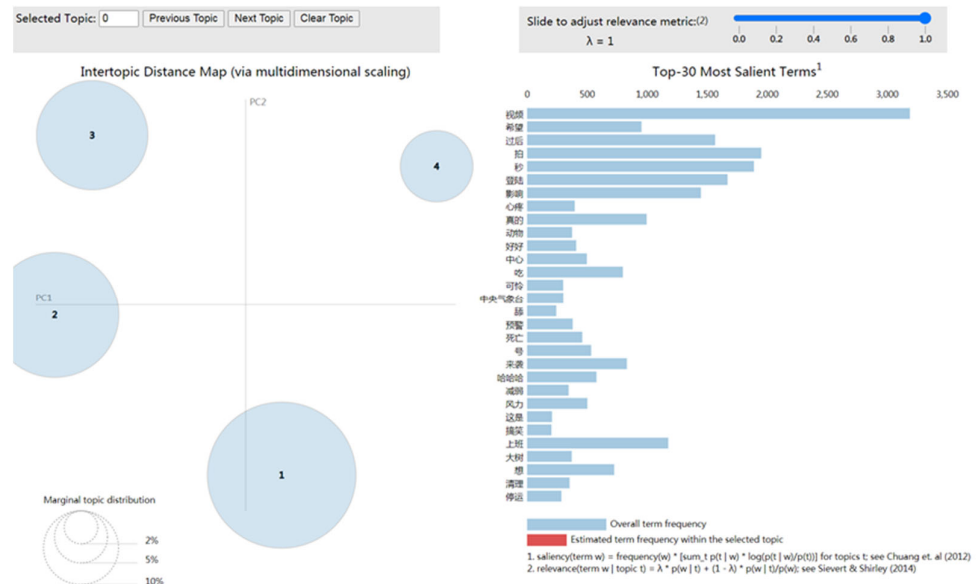 Selected Topic: 0 Previous Topic Next Topic Clear Topic
Slide to adjust relevance metric:(2)
λ = 1
0.0 0.2 0.4 0.6 0.8 1.0
Intertopic Distance Map (via multidimensional scaling)
PC2
PC1
3
4
2
1
Marginal topic distribution
2%
5%
10%
Top-30 Most Salient Terms1
0 500 1,000 1,500 2,000 2,500 3,000 3,500
视频
希望
过后
拍
秒
登陆
影响
心疼
真的
动物
好好
中心
吃
可怜
中央气象台
舔
预警
死亡
号
来袭
哈哈哈
减弱
风力
这是
搞笑
上班
大树
想
清理
停运
Overall term frequency
Estimated term frequency within the selected topic
1. saliency(term w) = frequency(w) * [sum_t p(t | w) * log(p(t | w)/p(t))] for topics t; see Chuang et. al (2012)
2. relevance(term w | topic t) = λ * p(w | t) + (1 - λ) * p(w | t)/p(w); see Sievert & Shirley (2014)